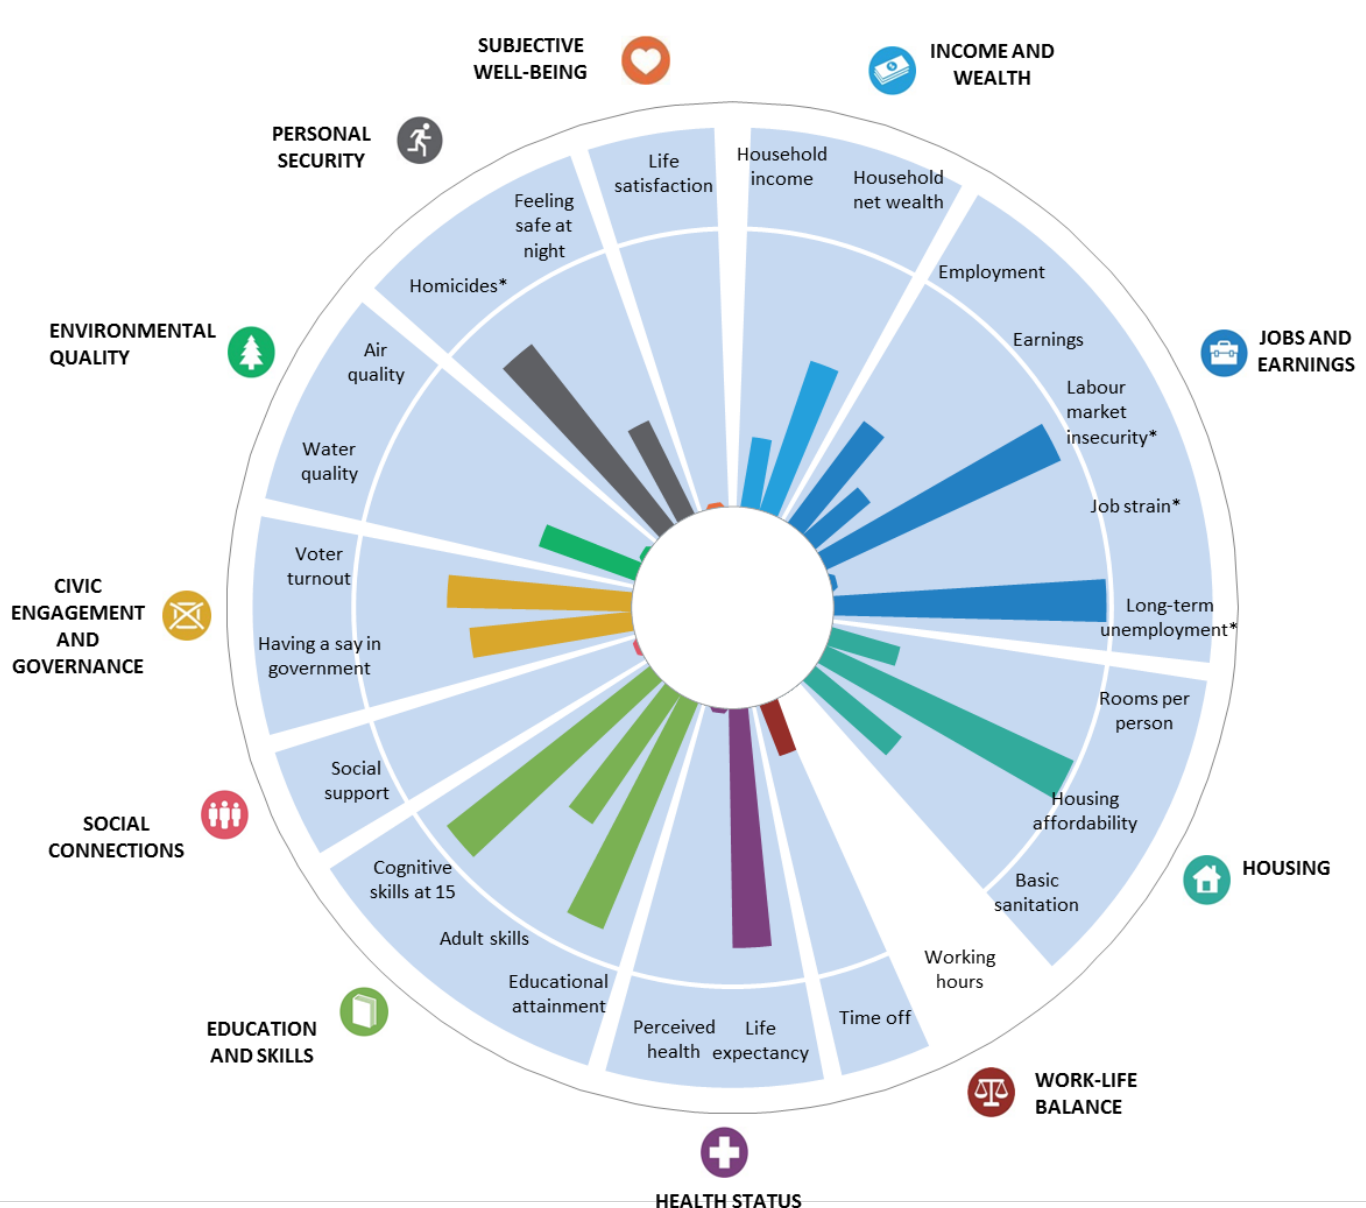 SUBJECTIVE
WELL-BEING
INCOME AND
WEALTH
PERSONAL
SECURITY
Life
satisfaction
Household
income
Household
net wealth
Feeling
safe at
night
Homicides*
Employment
ENVIRONMENTAL
QUALITY
Air
quality
Earnings
JOBS AND
EARNINGS
Labour
market
insecurity*
Water
quality
Job strain*
Voter
turnout
CIVIC
ENGAGEMENT
AND
GOVERNANCE
Long-term
unemployment*
Having a say in
government
Rooms per
person
Social
support
Housing
affordability
SOCIAL
CONNECTIONS
HOUSING
Cognitive
skills at 15
Basic
sanitation
Adult skills
Working
hours
Educational
attainment
Time off
Perceived
health
Life
expectancy
EDUCATION
AND SKILLS
WORK-LIFE
BALANCE
HEALTH STATUS